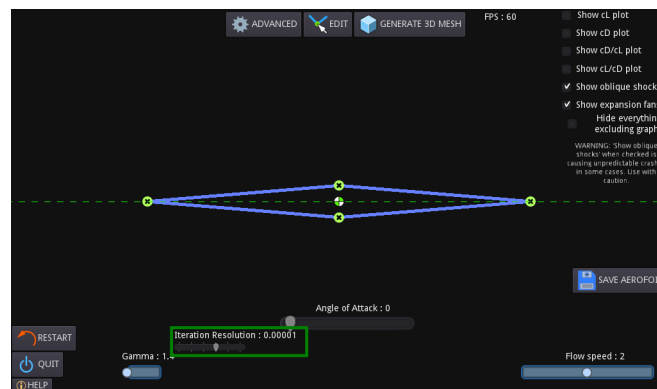 ADVANCED
EDIT
GENERATE 3D MESH
FPS : 60
Show cL plot
Show cD plot
Show cD/cL plot
Show cL/cD plot
Show oblique shock
Show expansion fan
Hide everythin
excluding graph
WARNING: 'Show oblique
shocks' when checked is
causing unpredictable crash
in some cases. Use with
caution.
SAVE AEROFOI
Angle of Attack : 0
Iteration Resolution : 0.00001
RESTART
QUIT
HELP
Gamma : 1.4
Flow speed : 2